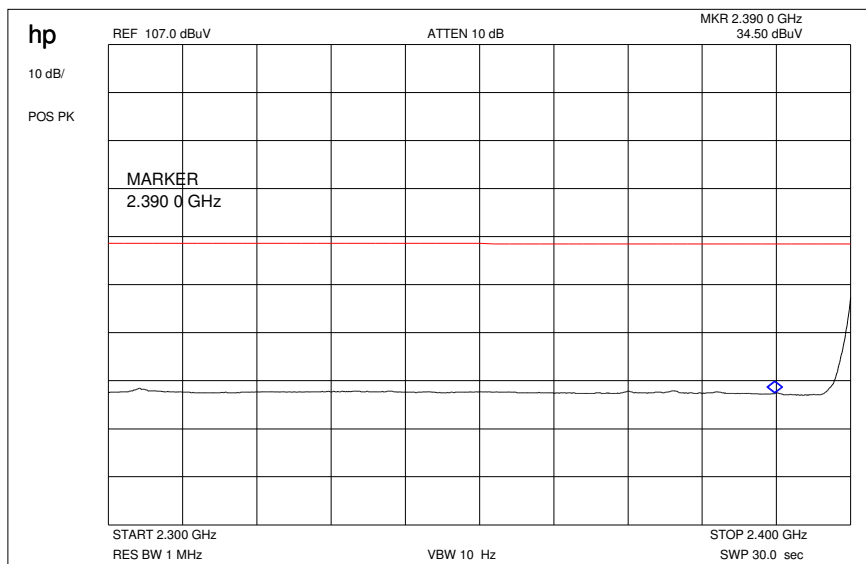 hp
MKR 2.390 0 GHz
REF 107.0 dBuV ATTEN 10 dB 34.50 dBuV
10 dB/
POS PK
MARKER
2.390 0 GHz
START 2.300 GHz STOP 2.400 GHz
RES BW 1 MHz VBW 10 Hz SWP 30.0 sec